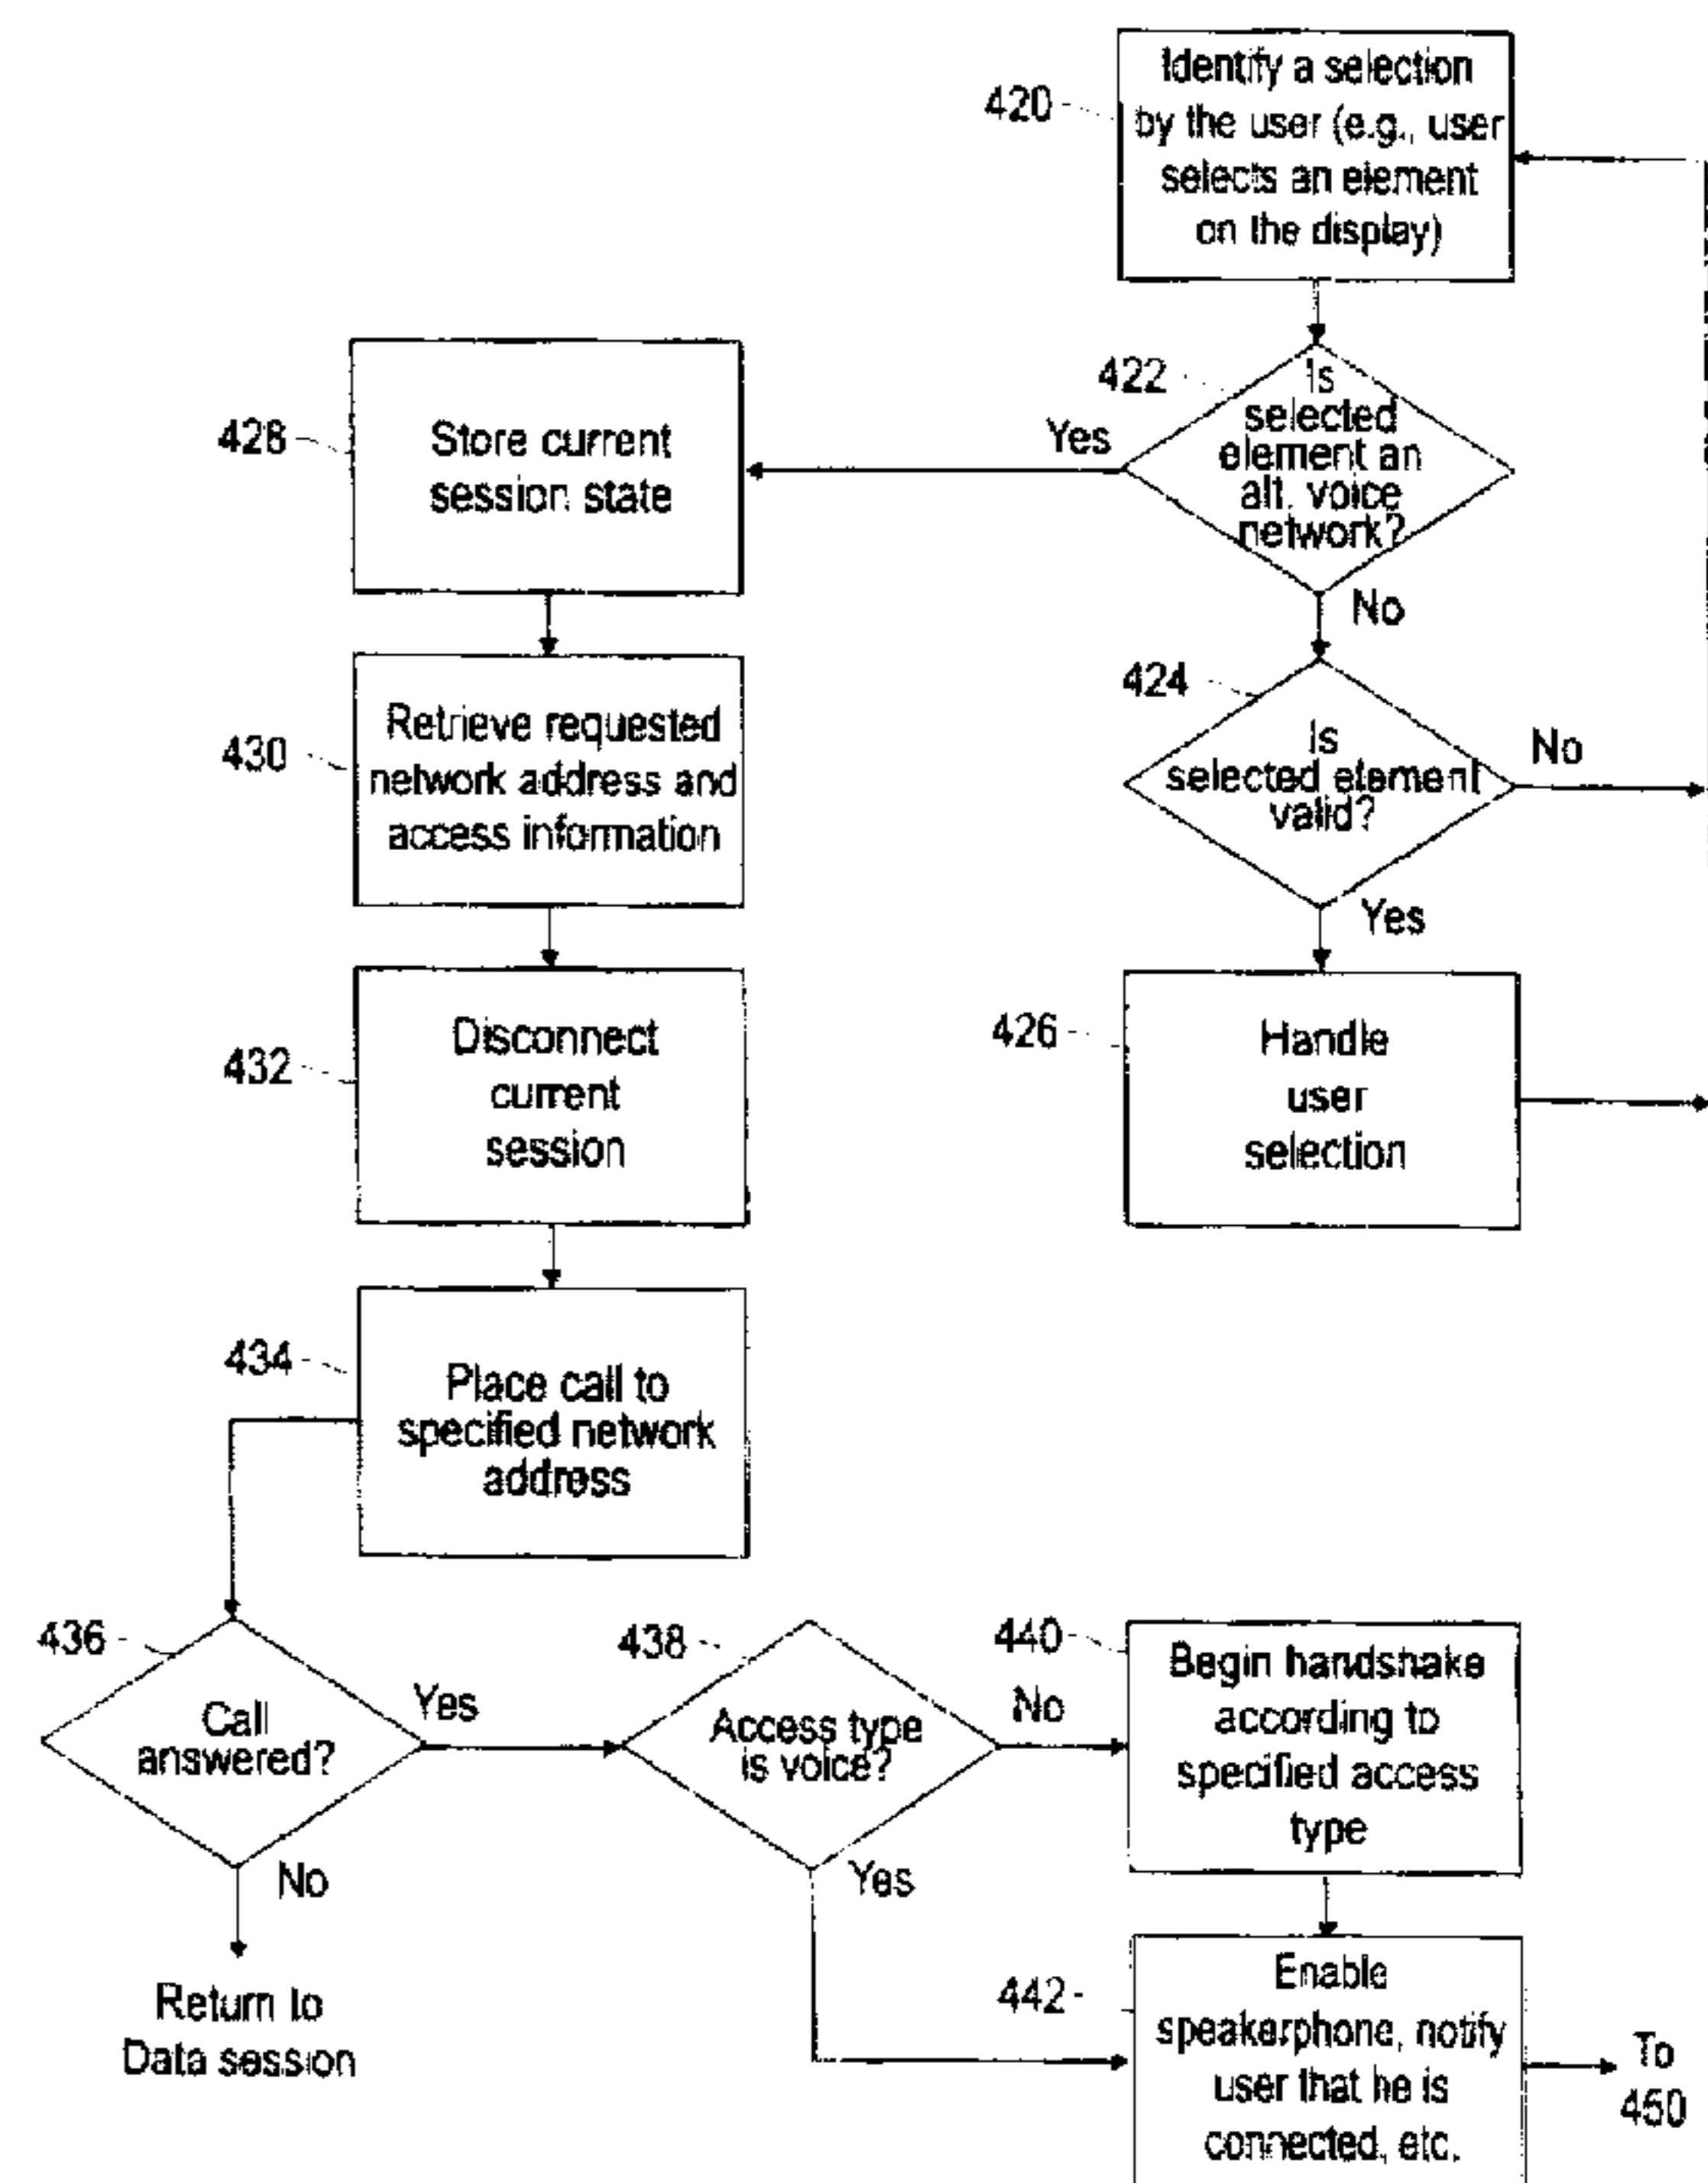 420
Identify a selection
by the user (e.g., user
selects an element
on the display)
422
Is
selected
element an
alt. voice
network?
Yes
No
428
Store current
session state
424
Is
selected element
valid?
No
Yes
430
Retrieve requested
network address and
access information
426
Handle
user
selection
432
Disconnect
current
session
434
Place call to
specified network
address
436
Call
answered?
Yes
No
Return to
Data session
438
Access type
is voice?
No
Yes
440
Begin handshake
according to
specified access
type
442
Enable
speakerphone, notify
user that he is
connected, etc.
To
450